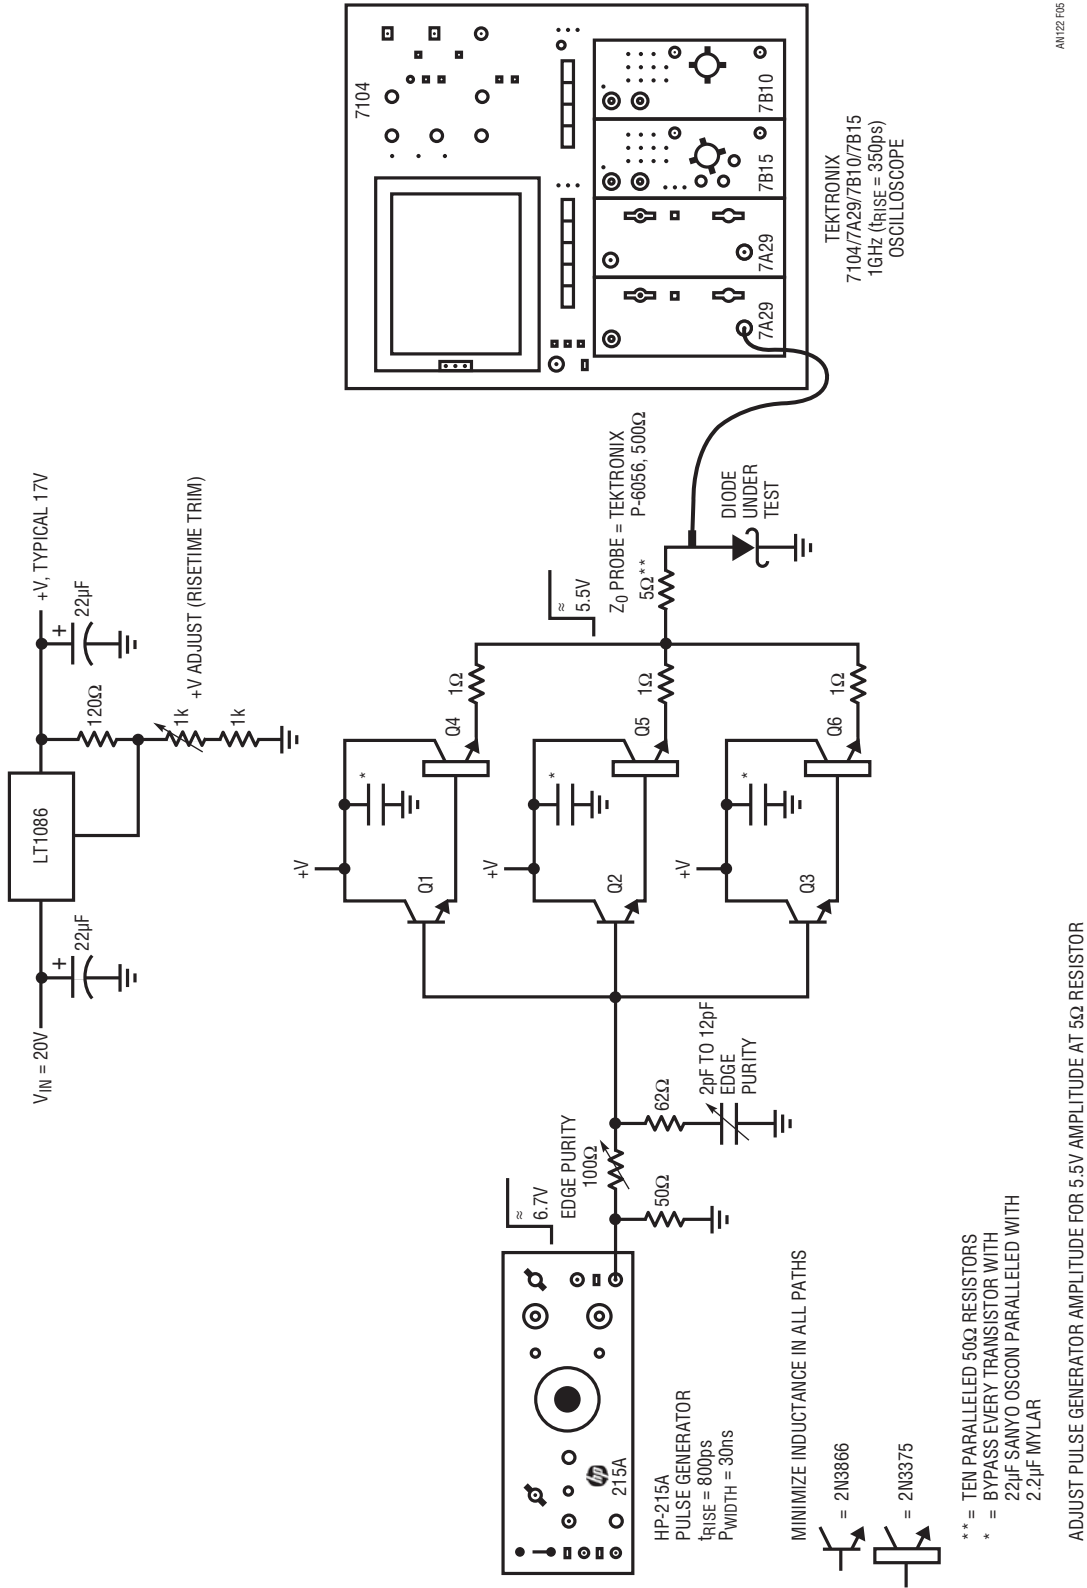 VIN = 20V
+
22µF
LT1086
120Ω
1k
1k
+
22µF
+V, TYPICAL 17V
+V ADJUST (RISETIME TRIM)
+V
*
Q1
Q4
1Ω
+V
*
Q2
Q5
1Ω
+V
*
Q3
Q6
1Ω
≈
5.5V
Z0 PROBE = TEKTRONIX
P-6056, 500Ω
5Ω**
DIODE
UNDER
TEST
7104
7A29
7A29
7B15
7B10
TEKTRONIX
7104/7A29/7B10/7B15
1GHz (tRISE = 350ps)
OSCILLOSCOPE
≈
6.7V
EDGE PURITY
100Ω
50Ω
62Ω
2pF TO 12pF
EDGE
PURITY
hp
215A
HP-215A
PULSE GENERATOR
tRISE = 800ps
PWIDTH = 30ns
MINIMIZE INDUCTANCE IN ALL PATHS
= 2N3866
= 2N3375
** = TEN PARALLELED 50Ω RESISTORS
* = BYPASS EVERY TRANSISTOR WITH
22µF SANYO OSCON PARALLELED WITH
2.2µF MYLAR
ADJUST PULSE GENERATOR AMPLITUDE FOR 5.5V AMPLITUDE AT 5Ω RESISTOR
AN122 F05